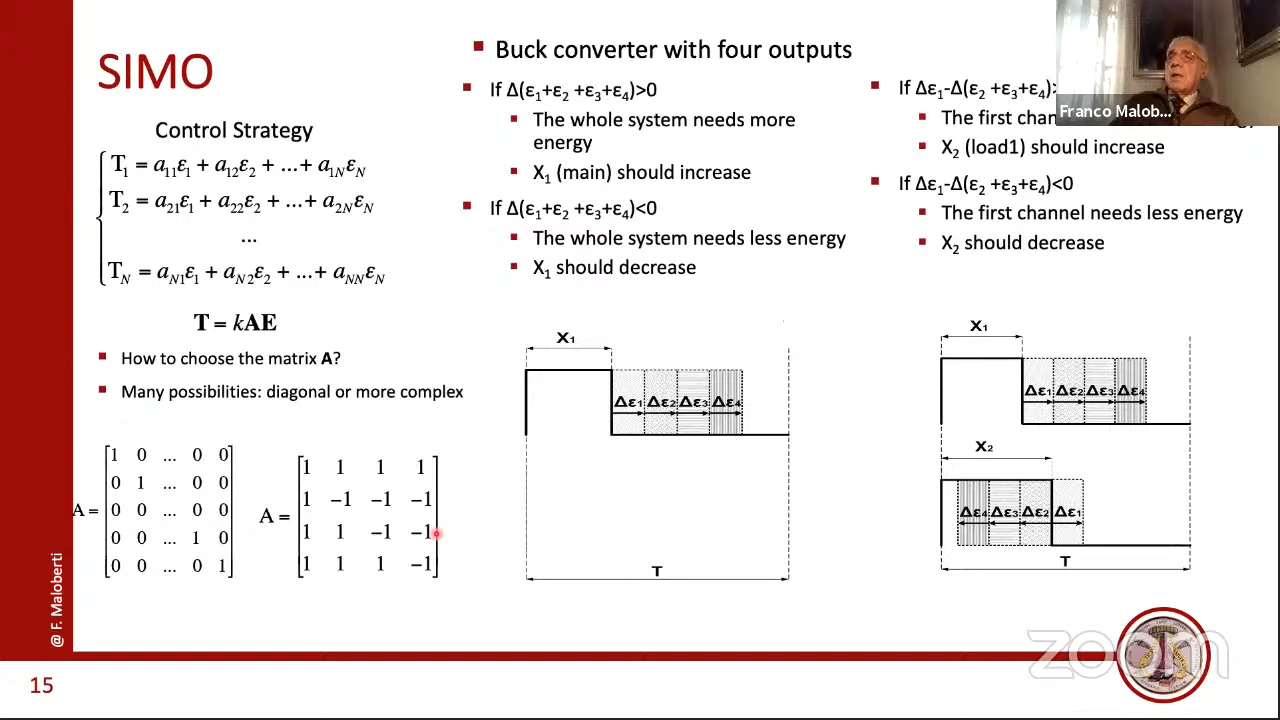 SIMO
Control Strategy
T1 = a11ε1 + a12ε2 + ...+ a1NεN
T2 = a21ε1 + a22ε2 + ...+ a2NεN
...
TN = aN1ε1 + aN2ε2 + ...+ aNNεN
T = kAE
How to choose the matrix A?
Many possibilities: diagonal or more complex
A =
1 0 ... 0 0
0 1 ... 0 0
0 0 ... 0 0
0 0 ... 1 0
0 0 ... 0 1
A =
1 1 1 1
1 −1 −1 −1
1 1 −1 −1
1 1 1 −1
Buck converter with four outputs
If Δ(ε1+ε2 +ε3+ε4)>0
The whole system needs more
energy
X1 (main) should increase
If Δ(ε1+ε2 +ε3+ε4)<0
The whole system needs less energy
X1 should decrease
If Δε1-Δ(ε2 +ε3+ε4)>
The first chan
X2 (load1) should increase
If Δε1-Δ(ε2 +ε3+ε4)<0
The first channel needs less energy
X2 should decrease
Franco Malob...
X1
Δε1 Δε2 Δε3 Δε4
T
X1
Δε1 Δε2 Δε3 Δε4
X2
Δε4 Δε3 Δε2 Δε1
T
@ F. Maloberti
15
zoom